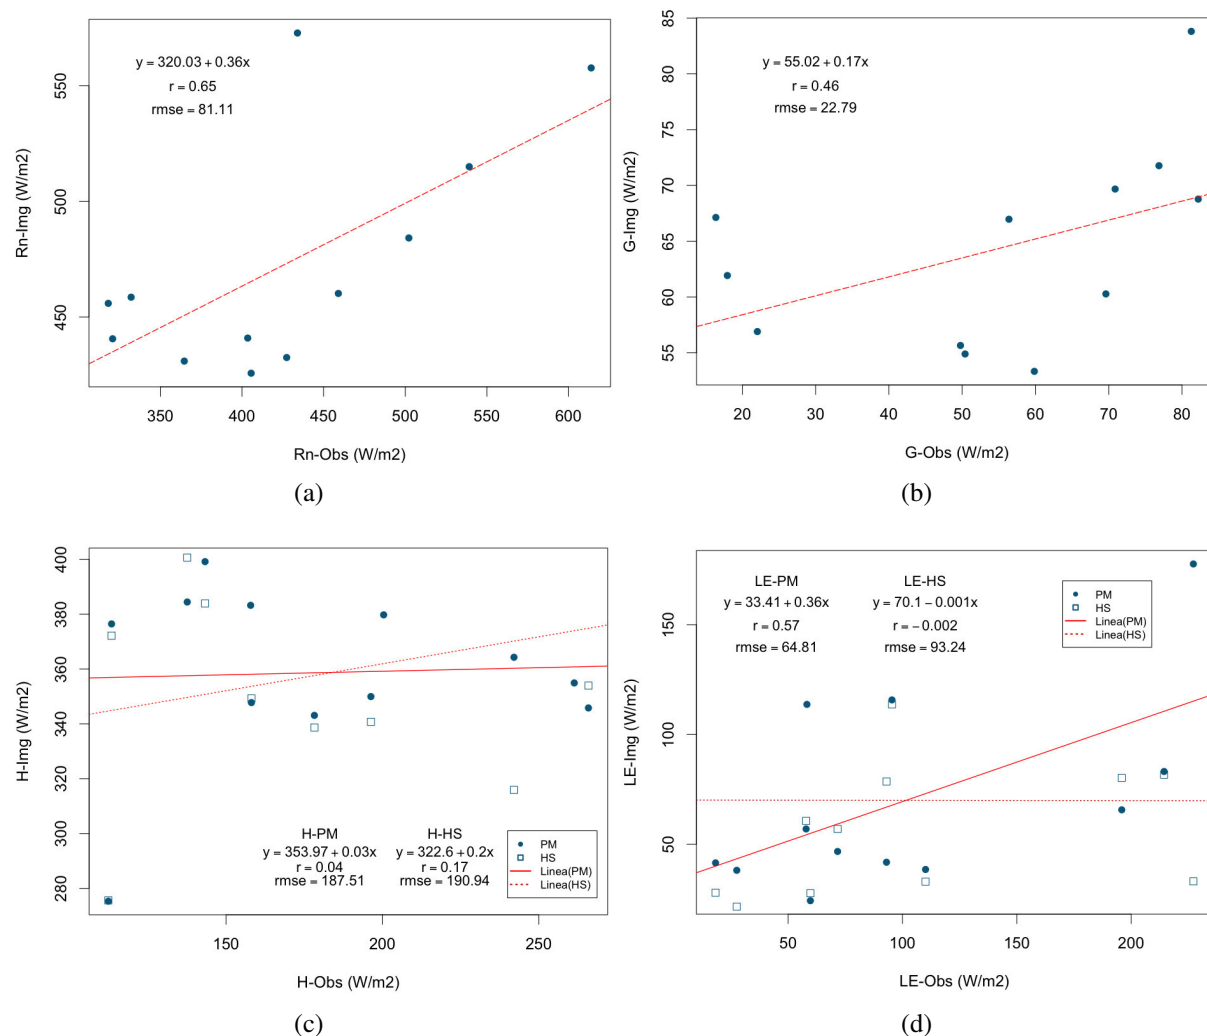 y = 320.03 + 0.36x
r = 0.65
rmse = 81.11
Rn-Img (W/m2)
550
500
450
350 400 450 500 550 600
Rn-Obs (W/m2)
(a)
y = 55.02 + 0.17x
r = 0.46
rmse = 22.79
G-Img (W/m2)
85
80
75
70
65
60
55
20 30 40 50 60 70 80
G-Obs (W/m2)
(b)
H-Img (W/m2)
400
380
360
340
320
300
280
H-PM H-HS
y = 353.97 + 0.03x y = 322.6 + 0.2x
r = 0.04 r = 0.17
rmse = 187.51 rmse = 190.94
PM
HS
Linea(PM)
Linea(HS)
150 200 250
H-Obs (W/m2)
(c)
LE-PM LE-HS
y = 33.41 + 0.36x y = 70.1 − 0.001x
r = 0.57 r = − 0.002
rmse = 64.81 rmse = 93.24
PM
HS
Linea(PM)
Linea(HS)
LE-Img (W/m2)
150
100
50
50 100 150 200
LE-Obs (W/m2)
(d)